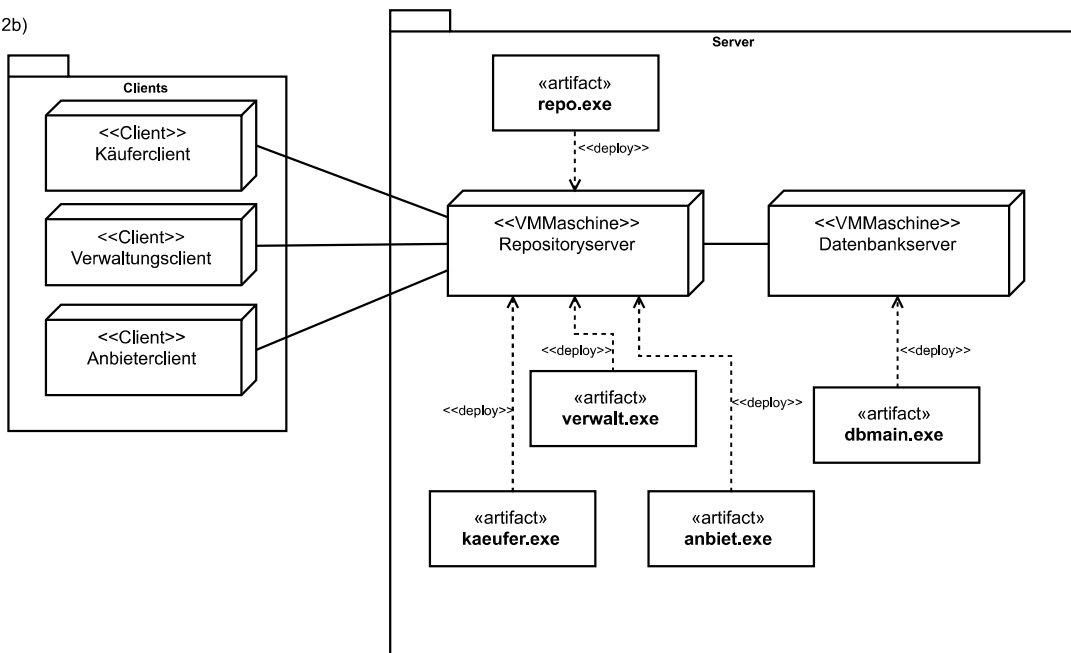 2b)
Clients
<<Client>>
Käuferclient
<<Client>>
Verwaltungsclient
<<Client>>
Anbieterclient
Server
«artifact»
repo.exe
<<deploy>>
<<VMMaschine>>
Repositoryserver
<<VMMaschine>>
Datenbankserver
<<deploy>>
<<deploy>>
<<deploy>>
<<deploy>>
«artifact»
verwalt.exe
«artifact»
dbmain.exe
«artifact»
kaeufer.exe
«artifact»
anbiet.exe